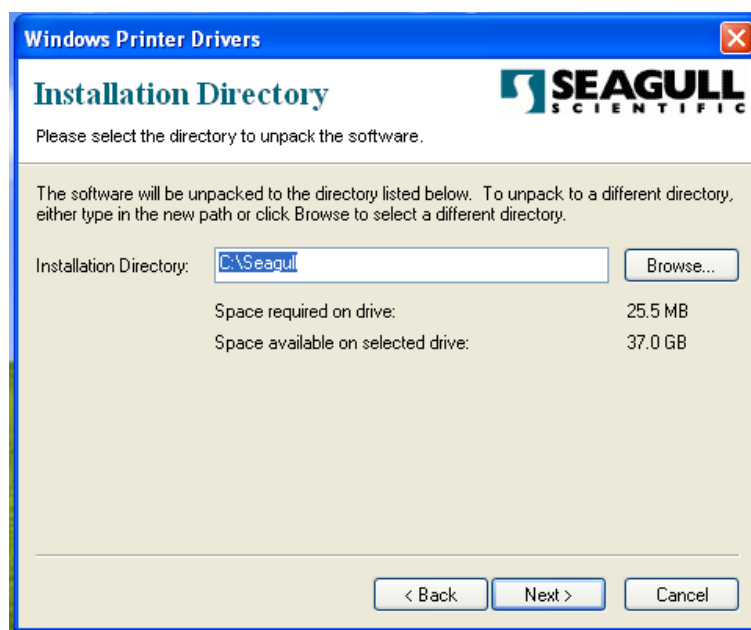 Windows Printer Drivers
Installation Directory
SEAGULL
SCIENTIFIC
Please select the directory to unpack the software.
The software will be unpacked to the directory listed below. To unpack to a different directory,
either type in the new path or click Browse to select a different directory.
Installation Directory: C:\Seagull Browse...
Space required on drive: 25.5 MB
Space available on selected drive: 37.0 GB
< Back Next > Cancel